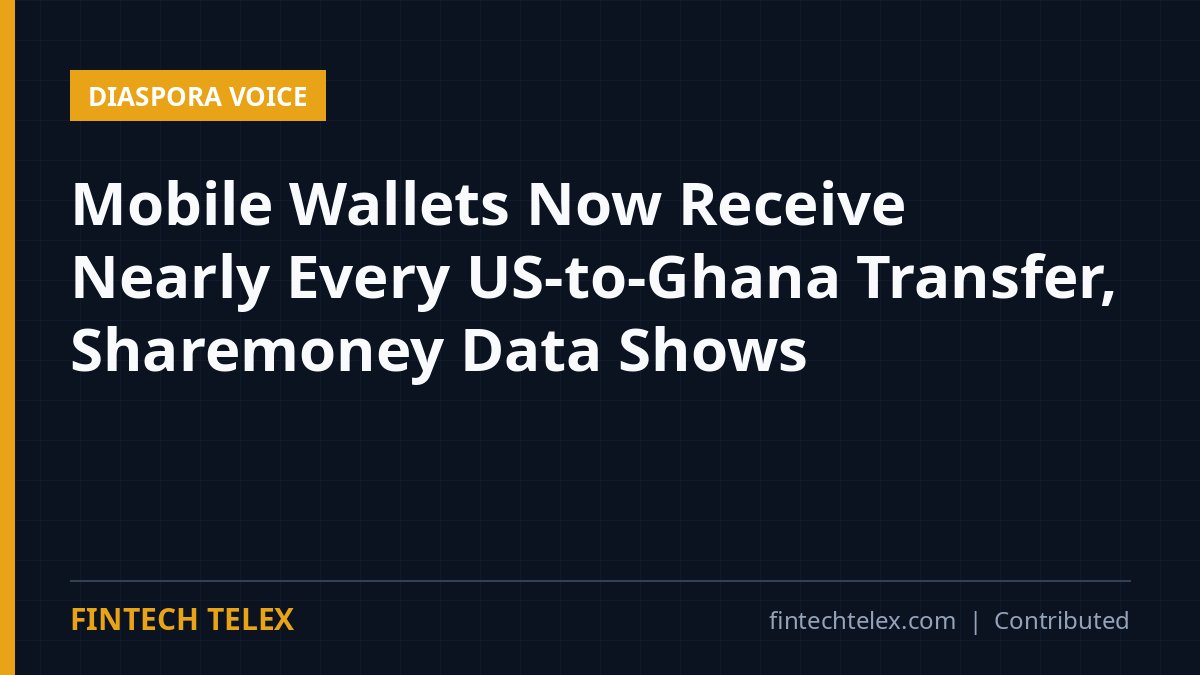 DIASPORA VOICE
Mobile Wallets Now Receive
Nearly Every US-to-Ghana Transfer,
Sharemoney Data Shows
FINTECH TELEX
fintechtelex.com | Contributed